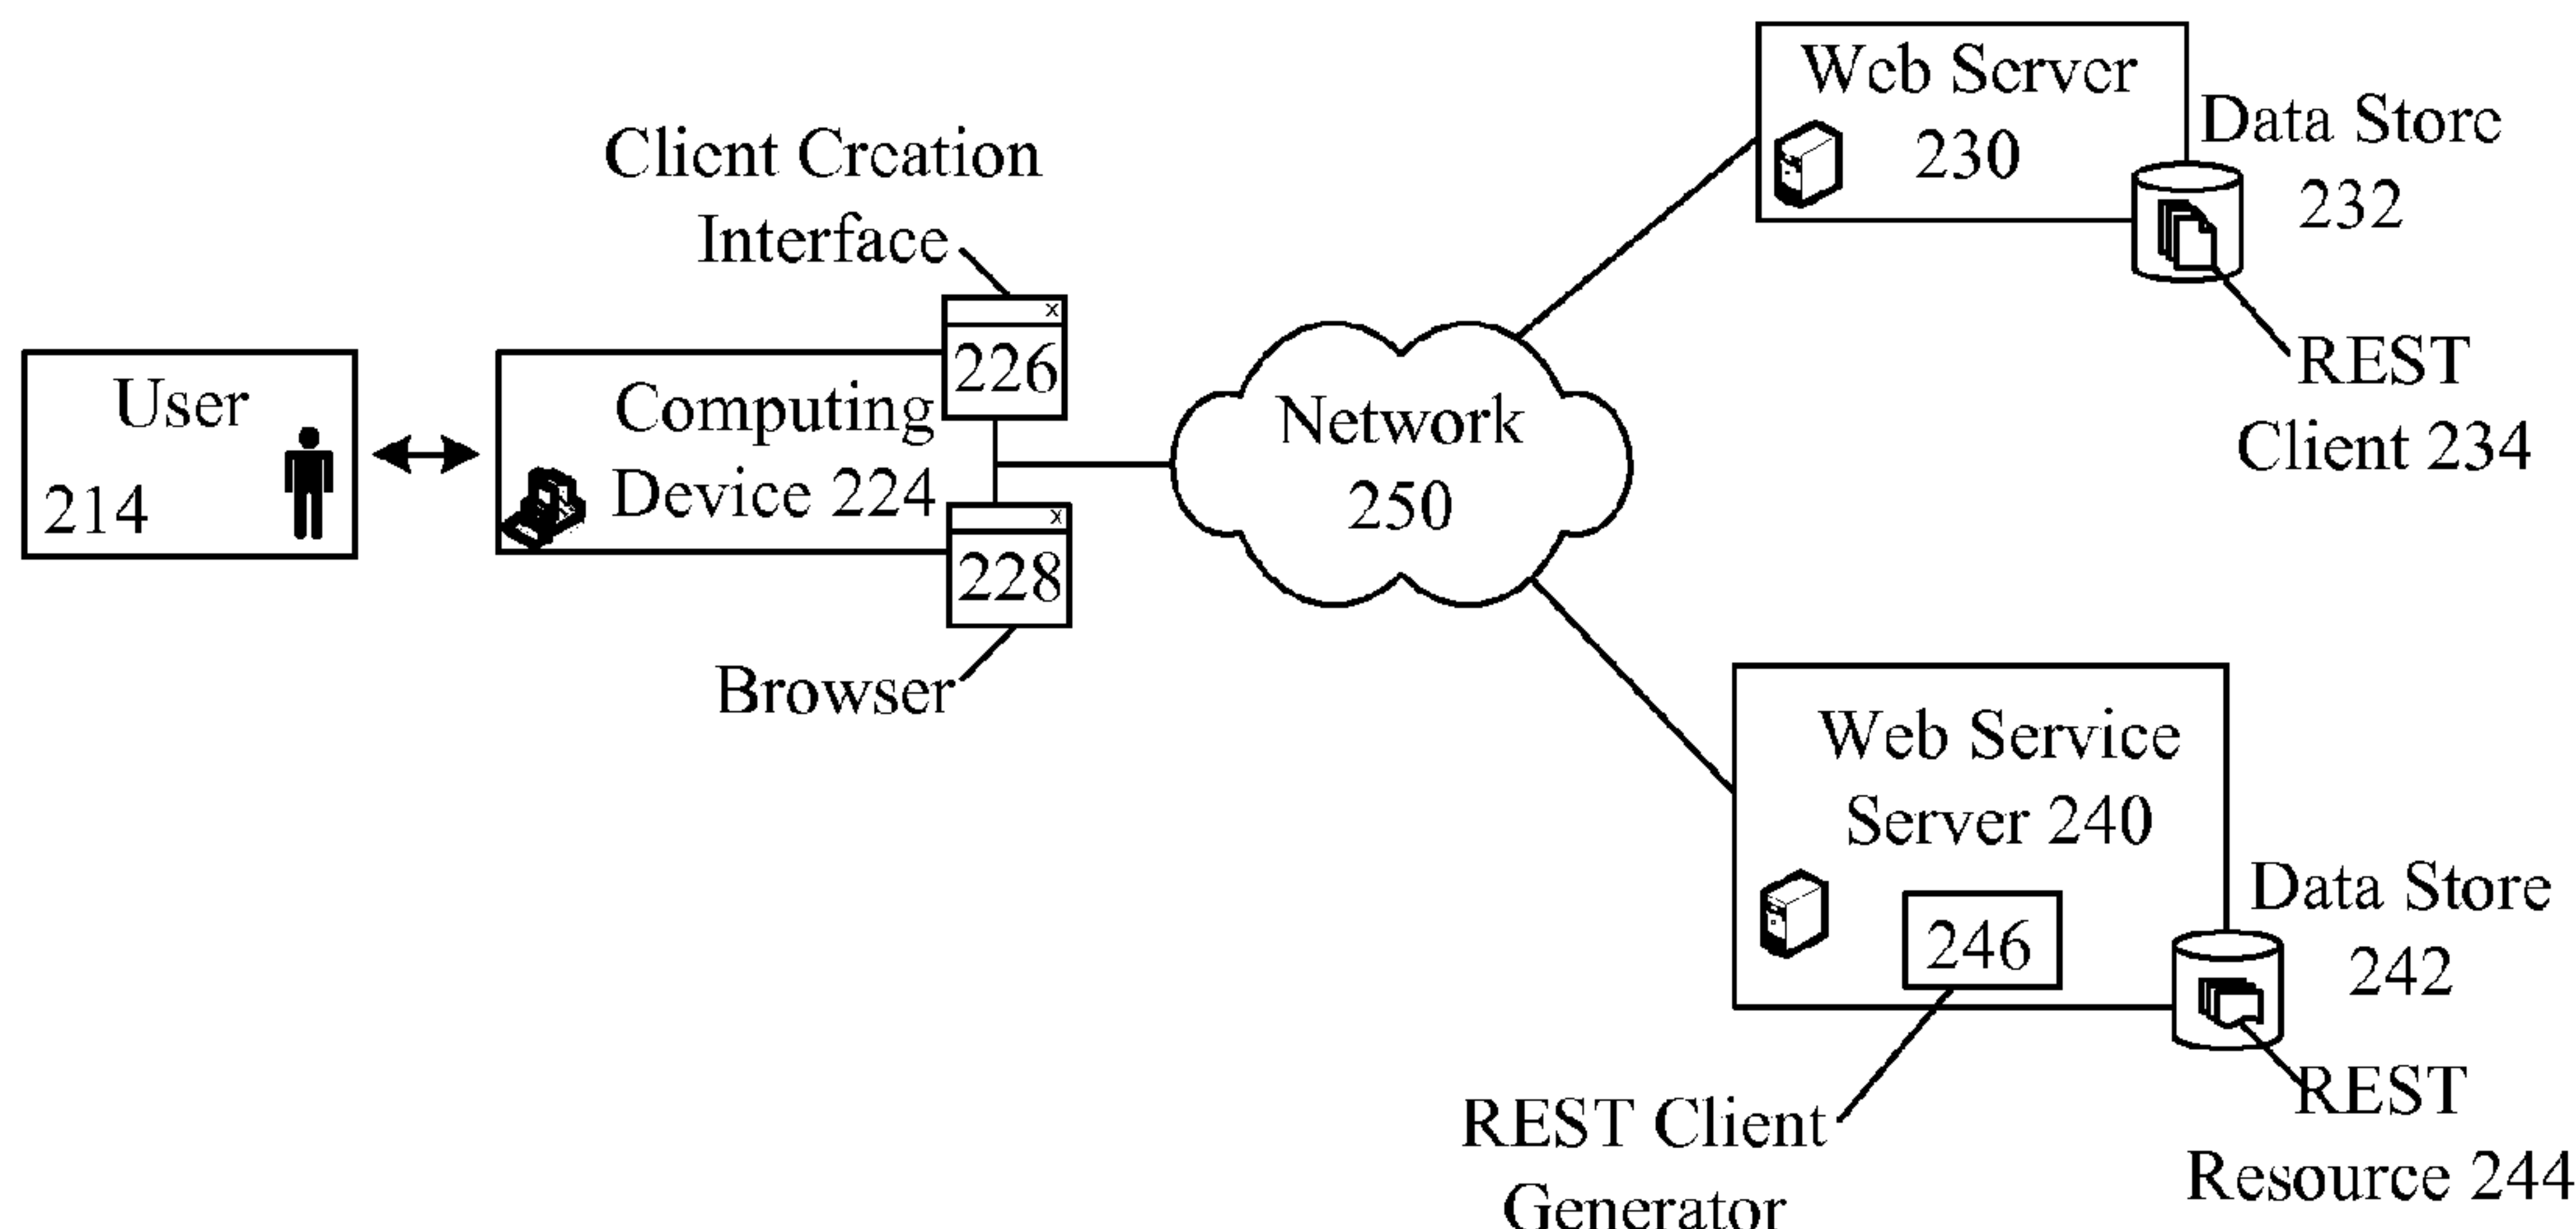 Web Server
230
Data Store
232
REST
Client 234
Client Creation
Interface
x
226
User
214
Computing
Device 224
x
228
Browser
Network
250
Web Service
Server 240
246
Data Store
242
REST
Resource 244
REST Client
Generator